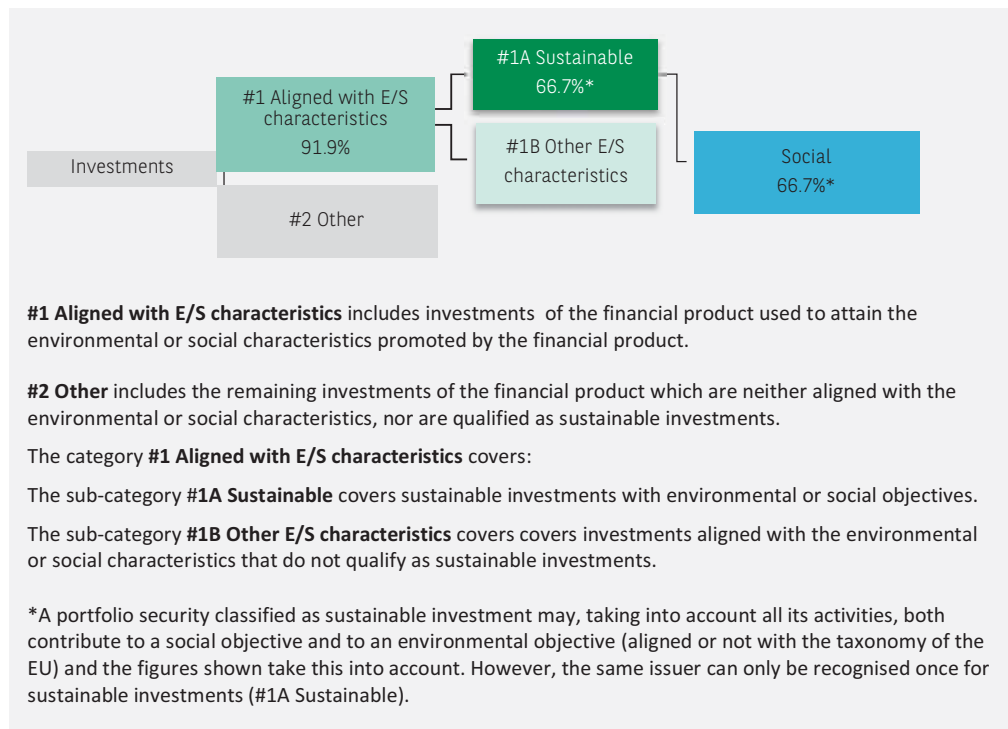 Investments
#1 Aligned with E/S
characteristics
91.9%
#2 Other
#1A Sustainable
66.7%*
#1B Other E/S
characteristics
Social
66.7%*
#1 Aligned with E/S characteristics includes investments of the financial product used to attain the
environmental or social characteristics promoted by the financial product.
#2 Other includes the remaining investments of the financial product which are neither aligned with the
environmental or social characteristics, nor are qualified as sustainable investments.
The category #1 Aligned with E/S characteristics covers:
The sub-category #1A Sustainable covers sustainable investments with environmental or social objectives.
The sub-category #1B Other E/S characteristics covers covers investments aligned with the environmental
or social characteristics that do not qualify as sustainable investments.
*A portfolio security classified as sustainable investment may, taking into account all its activities, both
contribute to a social objective and to an environmental objective (aligned or not with the taxonomy of the
EU) and the figures shown take this into account. However, the same issuer can only be recognised once for
sustainable investments (#1A Sustainable).